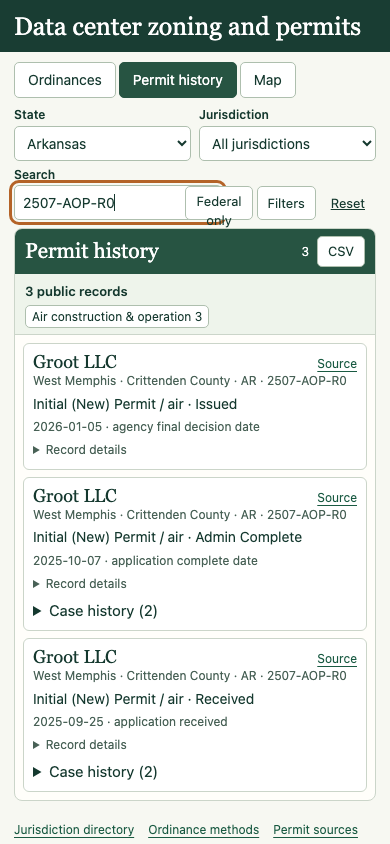 Data center zoning and permits
Ordinances Permit history Map
State Jurisdiction
Arkansas All jurisdictions
Search
2507-AOP-R0 Federal only Filters Reset
Permit history 3 CSV
3 public records
Air construction & operation 3
Groot LLC Source
West Memphis · Crittenden County · AR · 2507-AOP-R0
Initial (New) Permit / air · Issued
2026-01-05 · agency final decision date
▶ Record details
Groot LLC Source
West Memphis · Crittenden County · AR · 2507-AOP-R0
Initial (New) Permit / air · Admin Complete
2025-10-07 · application complete date
▶ Record details
▶ Case history (2)
Groot LLC Source
West Memphis · Crittenden County · AR · 2507-AOP-R0
Initial (New) Permit / air · Received
2025-09-25 · application received
▶ Record details
▶ Case history (2)
Jurisdiction directory Ordinance methods Permit sources